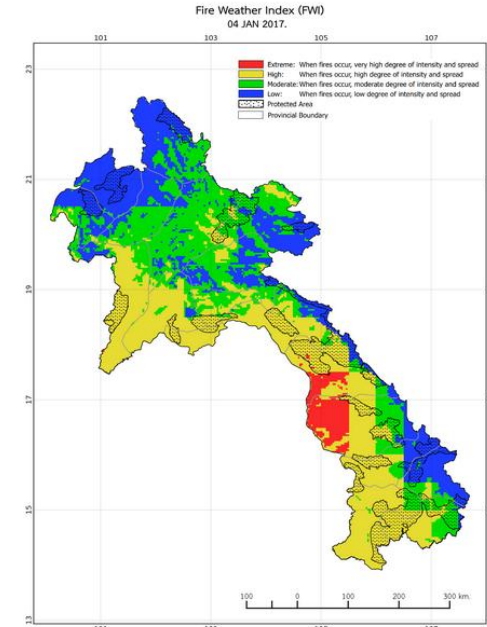 Fire Weather Index (FWI)
04 JAN 2017.
101 103 105 107
23
Extreme: When fires occur, very high degree of intensity and spread
High: When fires occur, high degree of intensity and spread
Moderate: When fires occur, moderate degree of intensity and spread
Low: When fires occur, low degree of intensity and spread
Protected Area
Provincial Boundary
21
19
17
15
100 0 100 200 300 km.
13